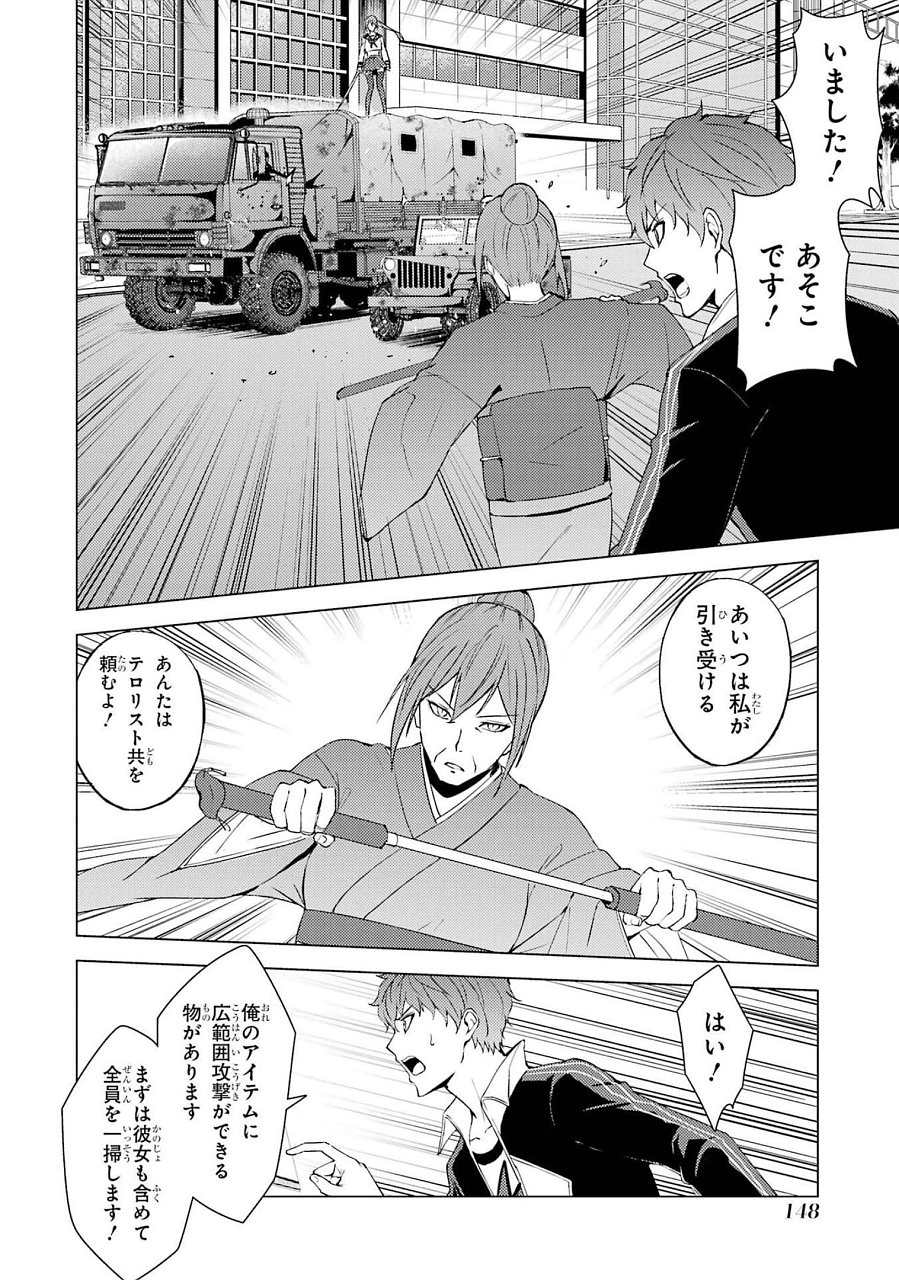 いました！
あそこ
です！
あいつは私が
引き受ける
あんたは
テロリスト共を
頼むよ！
はい！
俺のアイテムに
広範囲攻撃ができる
物があります
まずは彼女も含めて
全員を一掃します！
148